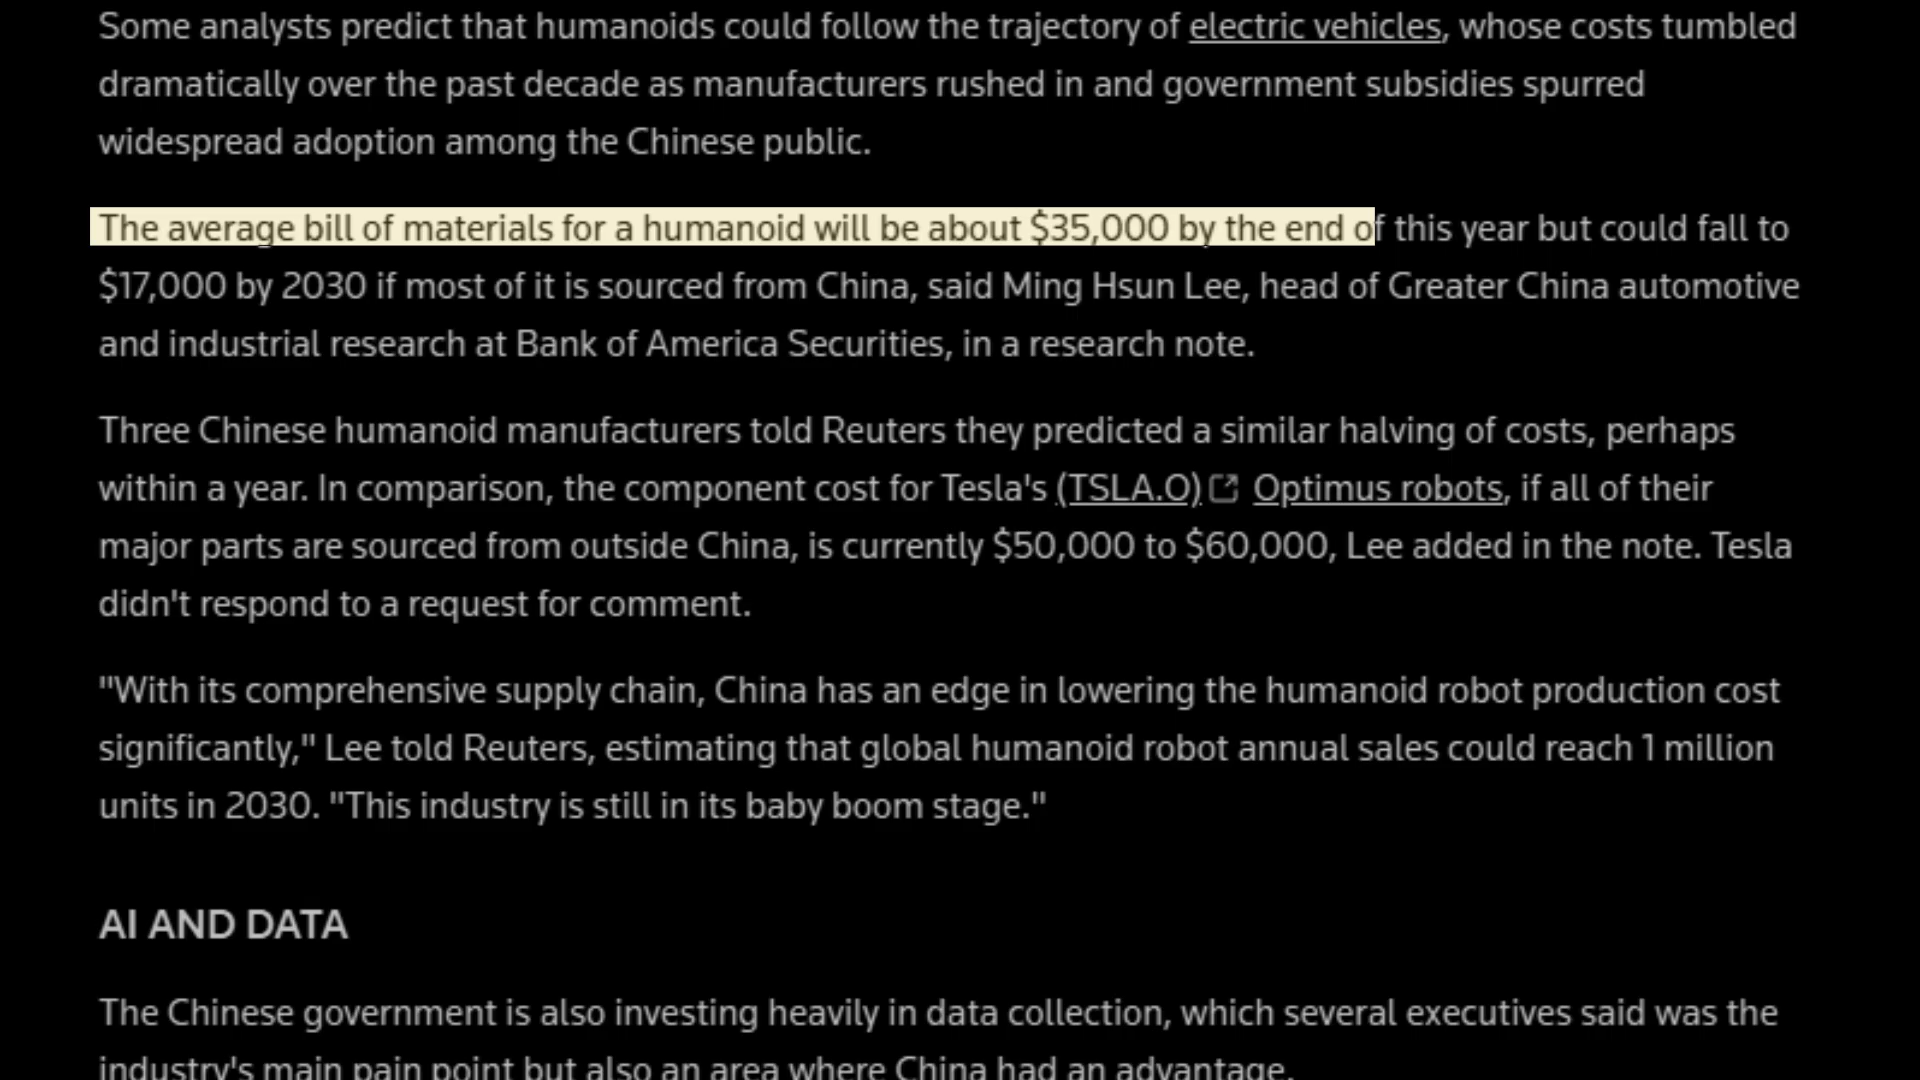 Some analysts predict that humanoids could follow the trajectory of electric vehicles, whose costs tumbled
dramatically over the past decade as manufacturers rushed in and government subsidies spurred
widespread adoption among the Chinese public.
The average bill of materials for a humanoid will be about $35,000 by the end of this year but could fall to
$17,000 by 2030 if most of it is sourced from China, said Ming Hsun Lee, head of Greater China automotive
and industrial research at Bank of America Securities, in a research note.
Three Chinese humanoid manufacturers told Reuters they predicted a similar halving of costs, perhaps
within a year. In comparison, the component cost for Tesla's (TSLA.O) Optimus robots, if all of their
major parts are sourced from outside China, is currently $50,000 to $60,000, Lee added in the note. Tesla
didn't respond to a request for comment.
"With its comprehensive supply chain, China has an edge in lowering the humanoid robot production cost
significantly," Lee told Reuters, estimating that global humanoid robot annual sales could reach 1 million
units in 2030. "This industry is still in its baby boom stage."
AI AND DATA
The Chinese government is also investing heavily in data collection, which several executives said was the
industry's main pain point but also an area where China had an advantage.